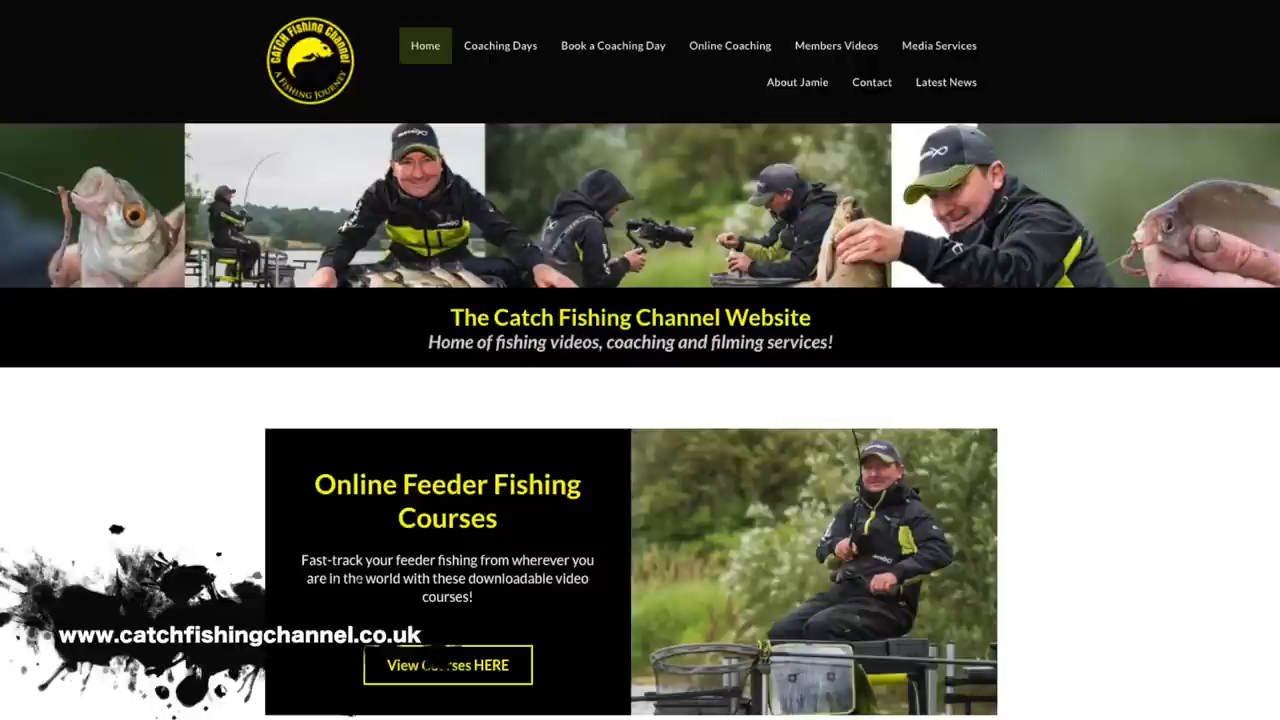 CATCH Fishing Channel
A FISHING JOURNEY
Home
Coaching Days
Book a Coaching Day
Online Coaching
Members Videos
Media Services
About Jamie
Contact
Latest News
The Catch Fishing Channel Website
Home of fishing videos, coaching and filming services!
Online Feeder Fishing
Courses
Fast-track your feeder fishing from wherever you
are in the world with these downloadable video
courses!
www.catchfishingchannel.co.uk
View Courses HERE